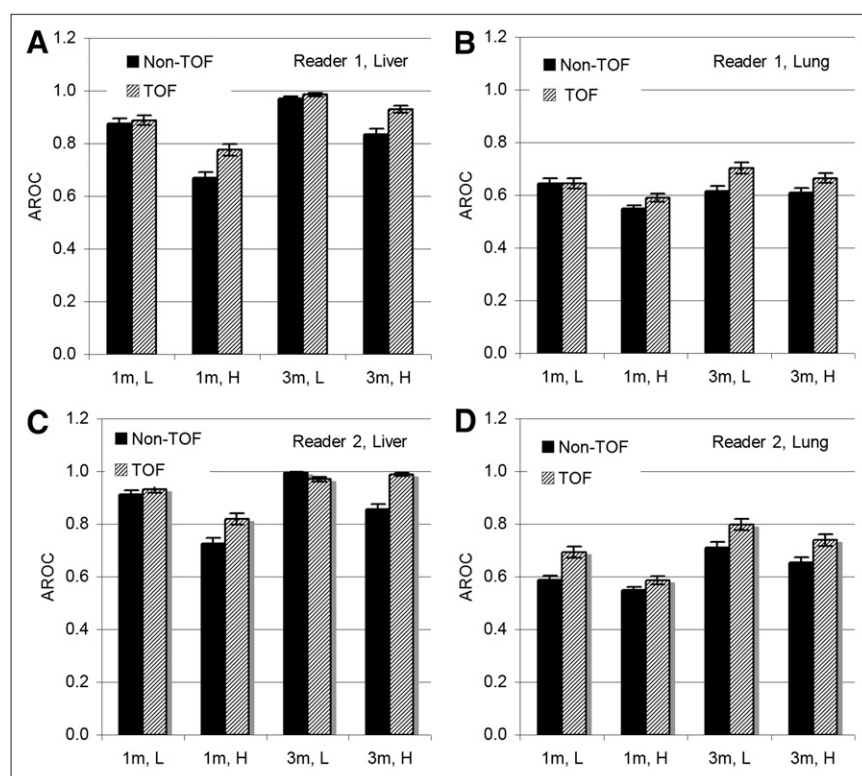 A
1.2
1.0
0.8
0.6
0.4
0.2
0.0
AROC
Non-TOF
TOF
Reader 1, Liver
1m, L 1m, H 3m, L 3m, H
B
1.2
1.0
0.8
0.6
0.4
0.2
0.0
AROC
Non-TOF
TOF
Reader 1, Lung
1m, L 1m, H 3m, L 3m, H
C
1.2
1.0
0.8
0.6
0.4
0.2
0.0
AROC
Non-TOF
TOF
Reader 2, Liver
1m, L 1m, H 3m, L 3m, H
D
1.2
1.0
0.8
0.6
0.4
0.2
0.0
AROC
Non-TOF
TOF
Reader 2, Lung
1m, L 1m, H 3m, L 3m, H